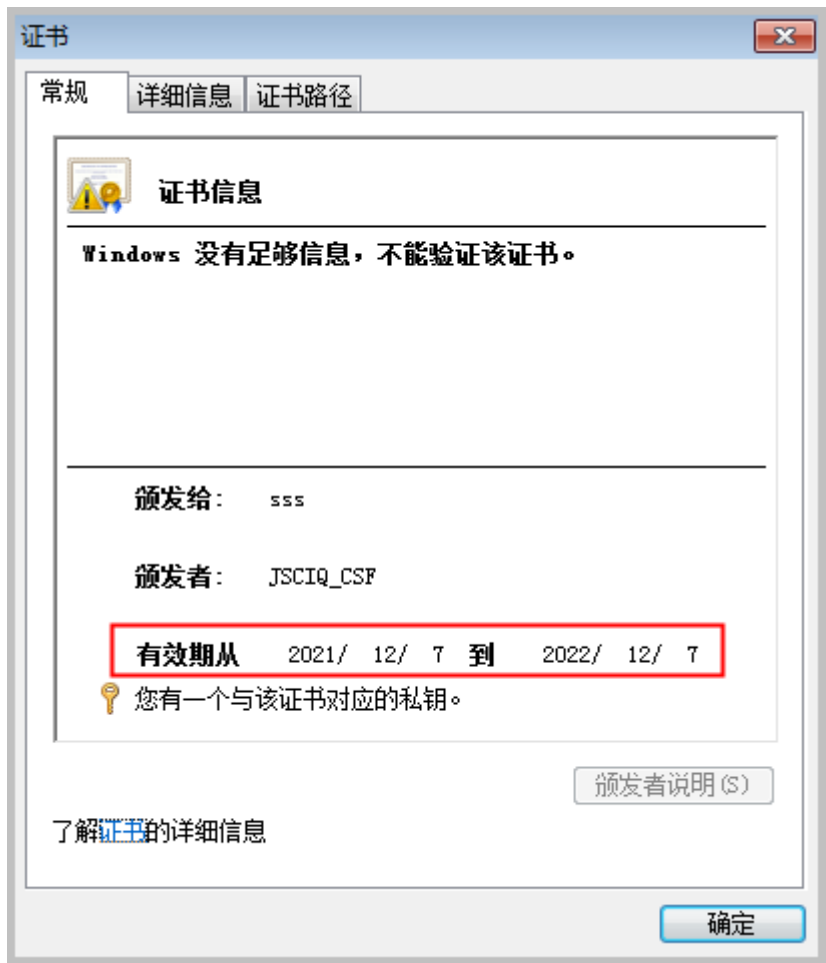 证书
常规 详细信息 证书路径
证书信息
Windows 没有足够信息，不能验证该证书。
颁发给： sss
颁发者： JSCIQ_CSF
有效期从 2021/ 12/ 7 到 2022/ 12/ 7
您有一个与该证书对应的私钥。
颁发者说明(S)
了解证书的详细信息
确定